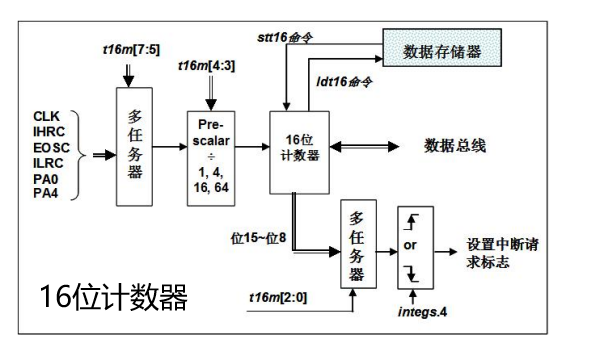 stt16命令
数据存储器
t16m[7:5]
t16m[4:3]
ldt16命令
CLK
IHRC
EOSC
ILRC
PA0
PA4
多
任
务
器
Pre-
scalar
÷
1, 4,
16, 64
16位
计数器
数据总线
位15~位8
多
任
务
器
or
设置中断请
求标志
16位计数器
t16m[2:0]
integs.4